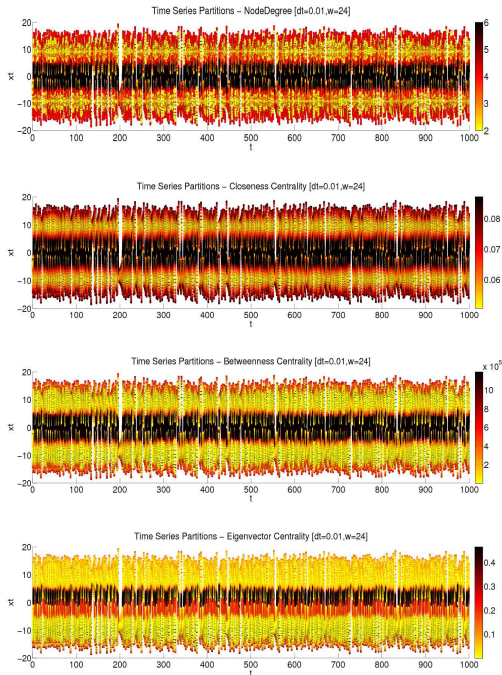 Time Series Partitions − NodeDegree [dt=0.01,w=24]
20
10
0
−10
−20
xt
0 100 200 300 400 500 600 700 800 900 1000
t
6
5
4
3
2
Time Series Partitions − Closeness Centrality [dt=0.01,w=24]
20
10
0
−10
−20
xt
0 100 200 300 400 500 600 700 800 900 1000
t
0.08
0.07
0.06
Time Series Partitions − Betweenness Centrality [dt=0.01,w=24]
20
10
0
−10
−20
xt
0 100 200 300 400 500 600 700 800 900 1000
t
x 10⁵
10
8
6
4
2
0
Time Series Partitions − Eigenvector Centrality [dt=0.01,w=24]
20
10
0
−10
−20
xt
0 100 200 300 400 500 600 700 800 900 1000
t
0.4
0.3
0.2
0.1